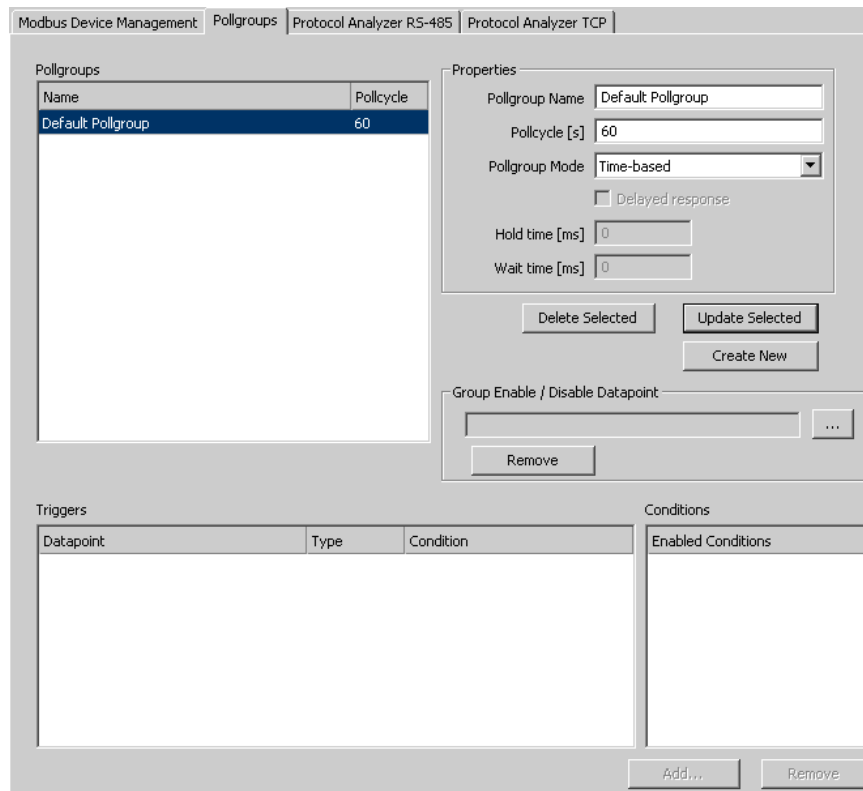 Modbus Device Management Pollgroups Protocol Analyzer RS-485 Protocol Analyzer TCP
Pollgroups
Name Pollcycle
Default Pollgroup 60
Properties
Pollgroup Name Default Pollgroup
Pollcycle [s] 60
Pollgroup Mode Time-based
Delayed response
Hold time [ms] 0
Wait time [ms] 0
Delete Selected Update Selected
Create New
Group Enable / Disable Datapoint
...
Remove
Triggers
Datapoint Type Condition
Conditions
Enabled Conditions
Add... Remove